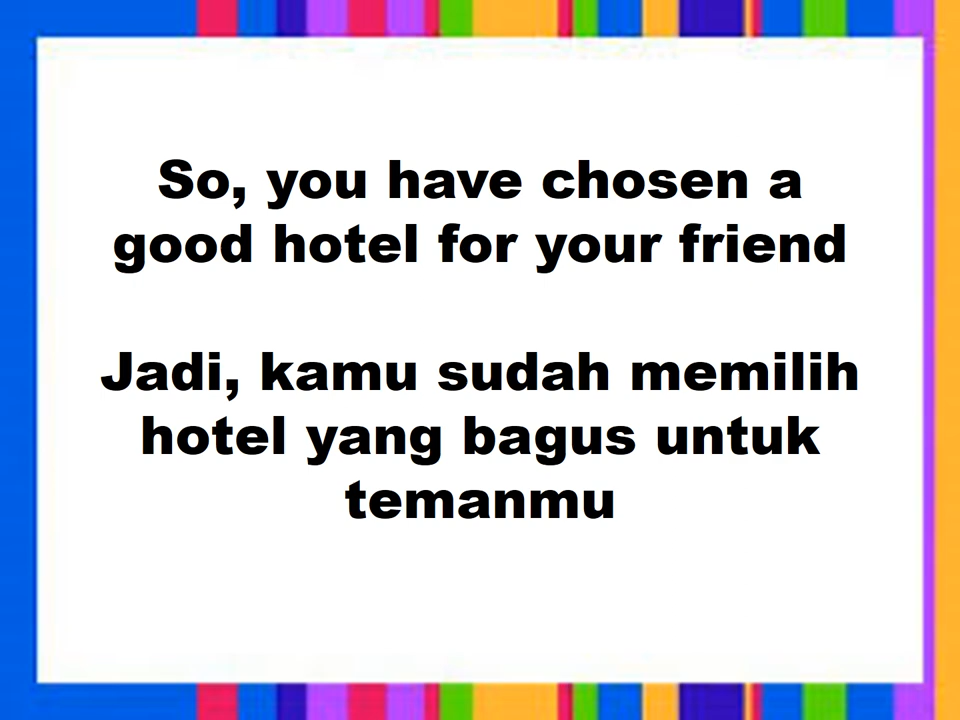 So, you have chosen a
good hotel for your friend
Jadi, kamu sudah memilih
hotel yang bagus untuk
temanmu